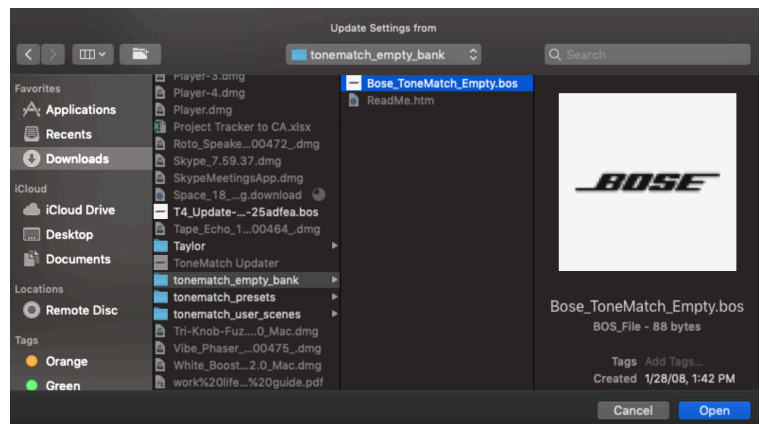 Update Settings from
tonematch_empty_bank
Search
Favorites
Applications
Recents
Downloads
iCloud
iCloud Drive
Desktop
Documents
Locations
Remote Disc
Tags
Orange
Green
Player-3.dmg
Player-4.dmg
Player.dmg
Project Tracker to CA.xlsx
Roto_Speake...00472_.dmg
Skype_7.59.37.dmg
SkypeMeetingsApp.dmg
Space_18_...g.download
T4_Update-...-25adfea.bos
Tape_Echo_1...00464_.dmg
Taylor
ToneMatch Updater
tonematch_empty_bank
tonematch_presets
tonematch_user_scenes
Tri-Knob-Fuz....0_Mac.dmg
Vibe_Phaser_...00475_.dmg
White_Boost...2.0_Mac.dmg
work%20life...%20guide.pdf
Bose_ToneMatch_Empty.bos
ReadMe.htm
BOSE
Bose_ToneMatch_Empty.bos
BOS_File - 88 bytes
Tags Add Tags...
Created 1/28/08, 1:42 PM
Cancel
Open